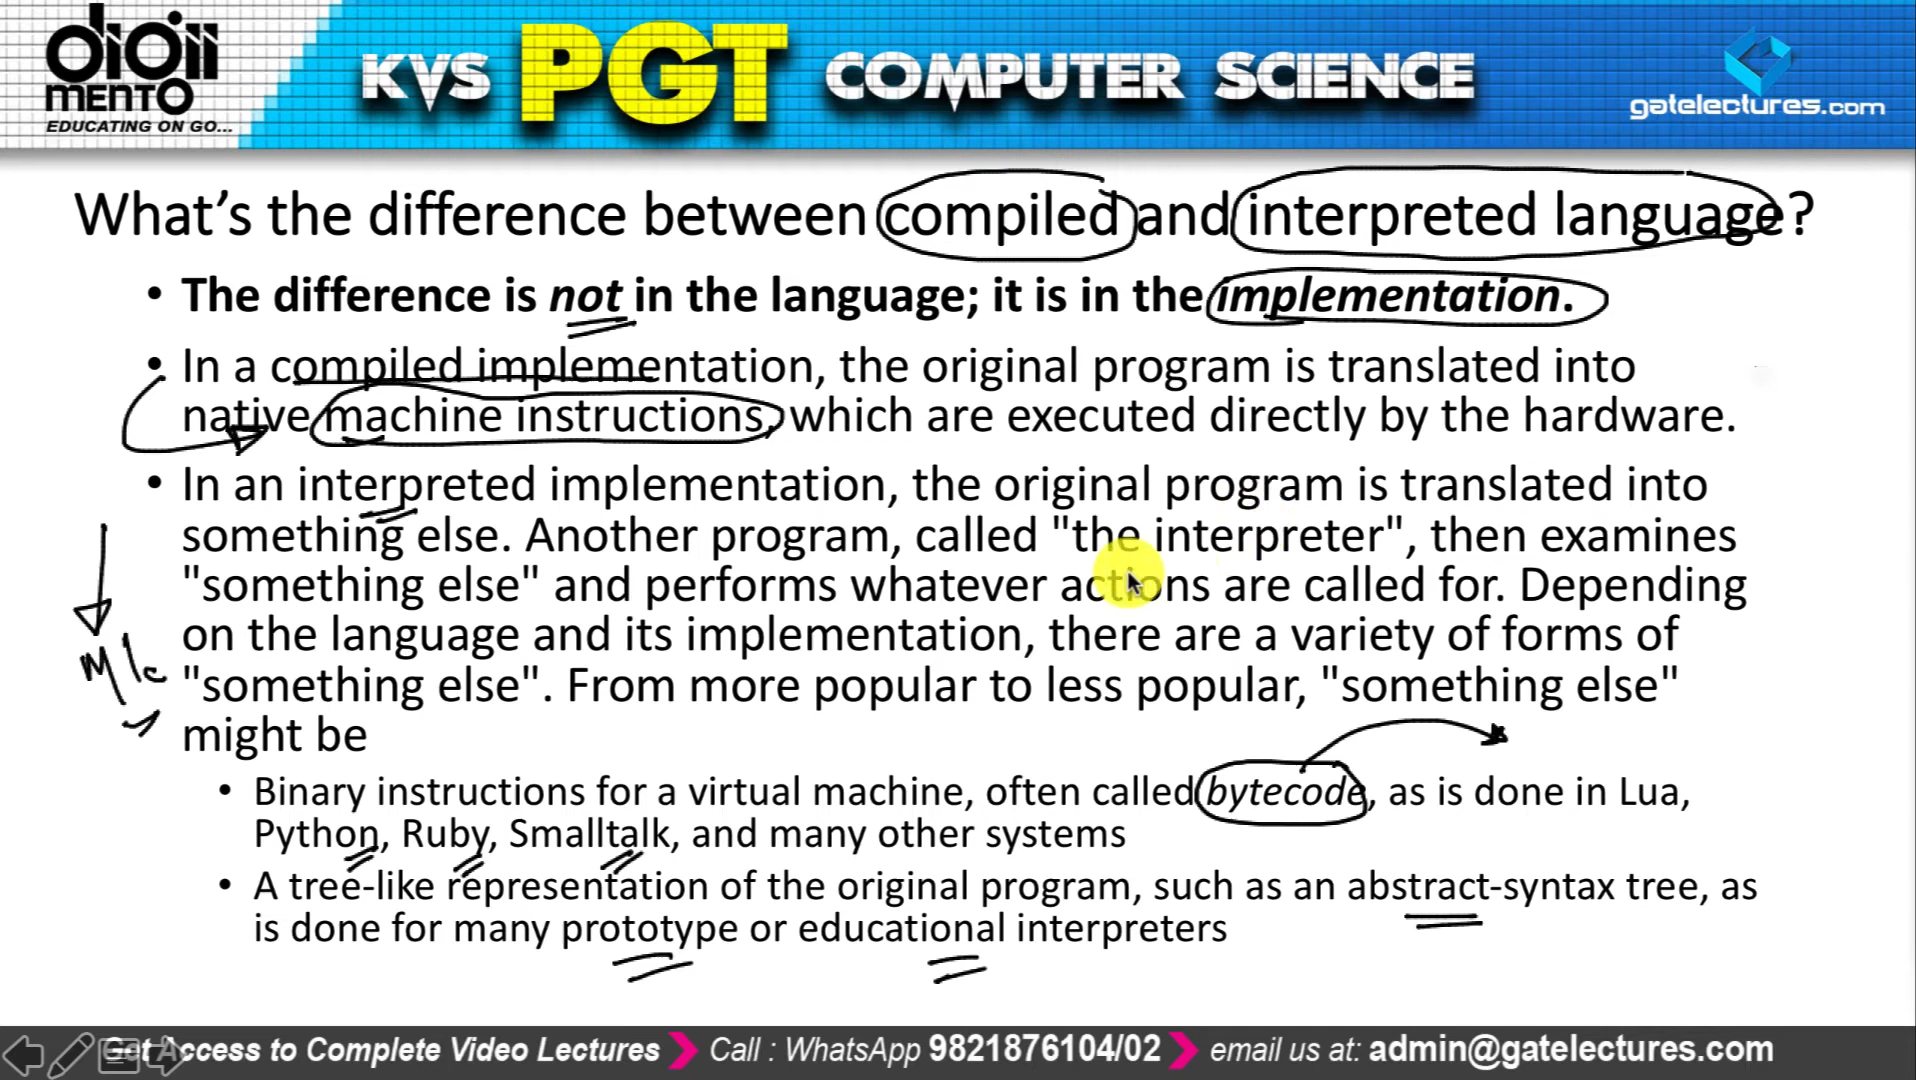 digii
MENTO
EDUCATING ON GO...
KVS PGT COMPUTER SCIENCE
gatelectures.com
What's the difference between compiled and interpreted language?
• The difference is not in the language; it is in the implementation.
• In a compiled implementation, the original program is translated into
native machine instructions, which are executed directly by the hardware.
• In an interpreted implementation, the original program is translated into
something else. Another program, called "the interpreter", then examines
"something else" and performs whatever actions are called for. Depending
on the language and its implementation, there are a variety of forms of
"something else". From more popular to less popular, "something else"
might be
M/c
• Binary instructions for a virtual machine, often called bytecode, as is done in Lua,
Python, Ruby, Smalltalk, and many other systems
• A tree-like representation of the original program, such as an abstract-syntax tree, as
is done for many prototype or educational interpreters
Get Access to Complete Video Lectures Call : WhatsApp 9821876104/02 email us at: admin@gatelectures.com